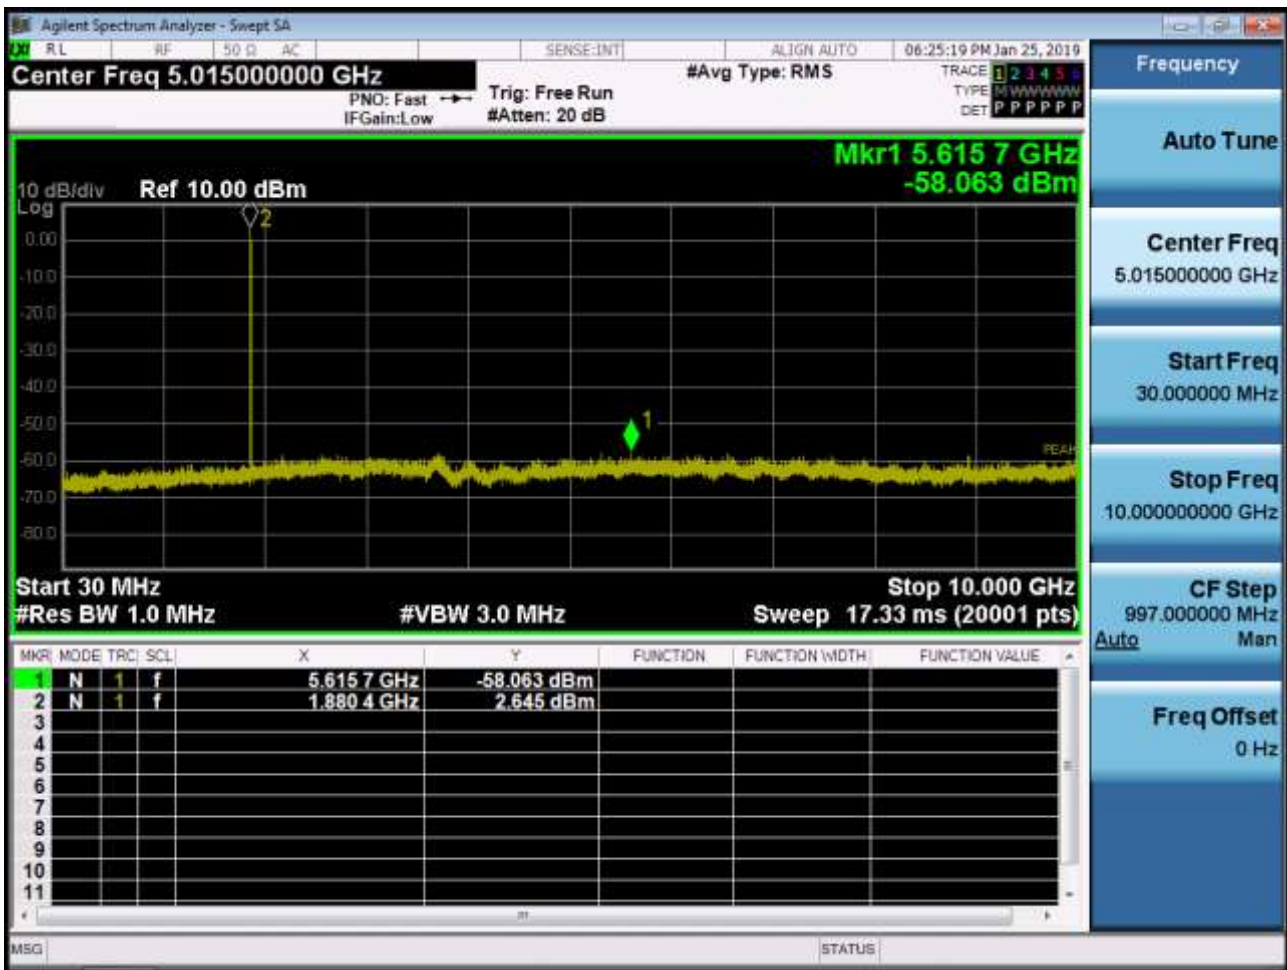 Agilent Spectrum Analyzer - Swept SA
LXI RL RF 50 Ω AC SENSE:INT ALIGN AUTO 06:25:19 PM Jan 25, 2019
Center Freq 5.015000000 GHz
PNO: Fast
IFGain:Low
Trig: Free Run
#Atten: 20 dB
#Avg Type: RMS
TRACE 1 2 3 4 5 6
TYPE M WWWWW
DET P P P P P P
Mkr1 5.615 7 GHz
-58.063 dBm
10 dB/div Ref 10.00 dBm
Log
2
0.00
-10.0
-20.0
-30.0
-40.0
-50.0
1
-60.0
PEAK
-70.0
-80.0
Start 30 MHz Stop 10.000 GHz
#Res BW 1.0 MHz #VBW 3.0 MHz Sweep 17.33 ms (20001 pts)
MKR MODE TRC SCL X Y FUNCTION FUNCTION WIDTH FUNCTION VALUE
1 N 1 f 5.615 7 GHz -58.063 dBm
2 N 1 f 1.880 4 GHz 2.645 dBm
3
4
5
6
7
8
9
10
11
MSG STATUS
Frequency
Auto Tune
Center Freq
5.015000000 GHz
Start Freq
30.000000 MHz
Stop Freq
10.000000000 GHz
CF Step
997.000000 MHz
Auto Man
Freq Offset
0 Hz